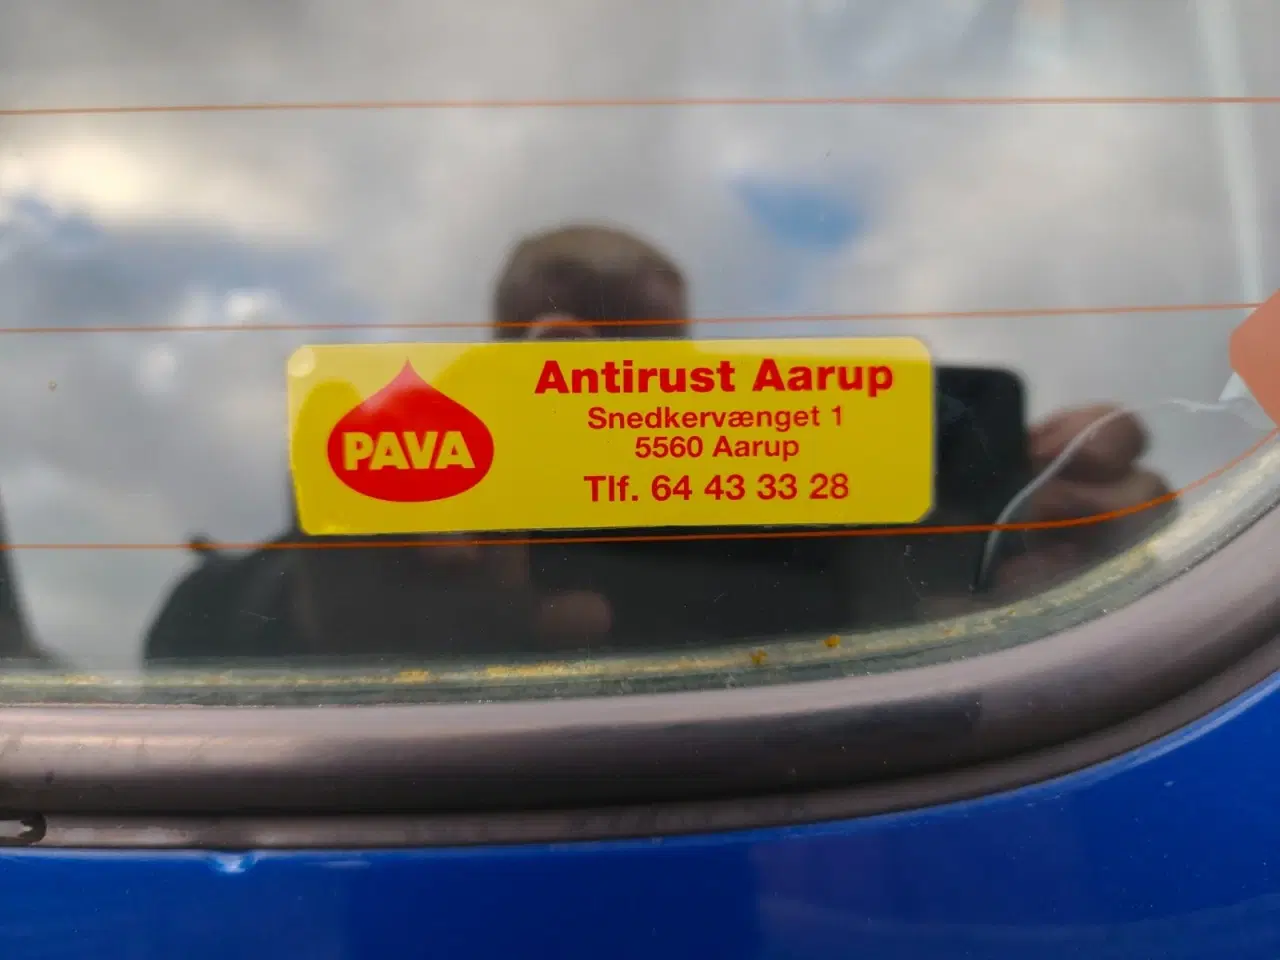 PAVA
Antirust Aarup
Snedkervænget 1
5560 Aarup
Tlf. 64 43 33 28